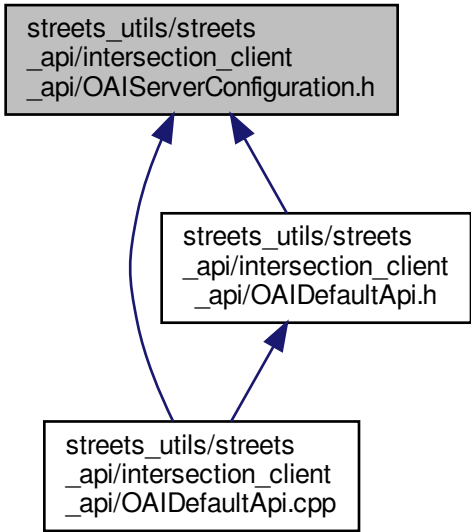 streets_utils/streets
_api/intersection_client
_api/OAIServerConfiguration.h
streets_utils/streets
_api/intersection_client
_api/OAIDefaultApi.h
streets_utils/streets
_api/intersection_client
_api/OAIDefaultApi.cpp